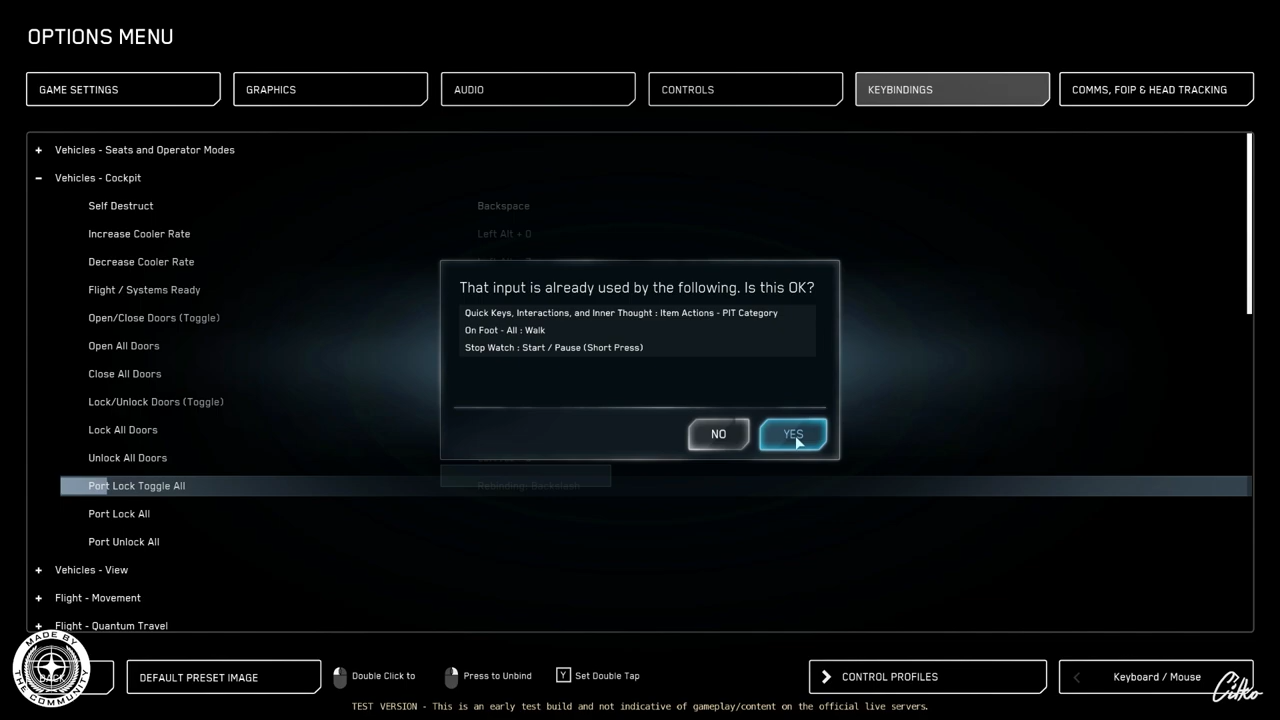 OPTIONS MENU
GAME SETTINGS
GRAPHICS
AUDIO
CONTROLS
KEYBINDINGS
COMMS, FOIP & HEAD TRACKING
+ Vehicles - Seats and Operator Modes
- Vehicles - Cockpit
Self Destruct Backspace
Increase Cooler Rate Left Alt + 0
Decrease Cooler Rate
Flight / Systems Ready
Open/Close Doors (Toggle)
Open All Doors
Close All Doors
Lock/Unlock Doors (Toggle)
Lock All Doors
Unlock All Doors
Port Lock Toggle All Rebinding: Backslash
Port Lock All
Port Unlock All
+ Vehicles - View
+ Flight - Movement
+ Flight - Quantum Travel
That input is already used by the following. Is this OK?
Quick Keys, Interactions, and Inner Thought : Item Actions - PIT Category
On Foot - All : Walk
Stop Watch : Start / Pause (Short Press)
NO
YES
MADE BY
THE COMMUNITY
DEFAULT PRESET IMAGE
Double Click to
Press to Unbind
Y Set Double Tap
CONTROL PROFILES
Keyboard / Mouse
TEST VERSION - This is an early test build and not indicative of gameplay/content on the official live servers.